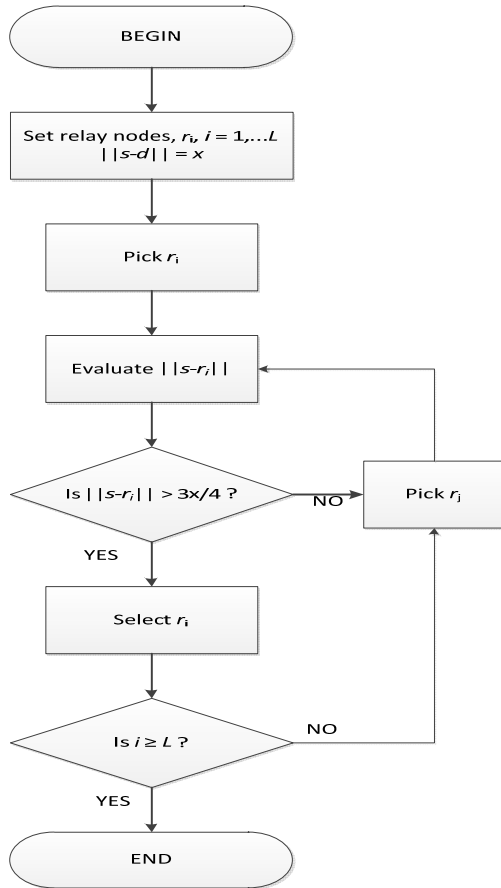 BEGIN
Set relay nodes, ri, i = 1,...L
||s-d|| = x
Pick ri
Evaluate ||s-ri||
Is ||s-ri|| > 3x/4 ?
NO
Pick rj
YES
Select ri
Is i ≥ L ?
NO
YES
END